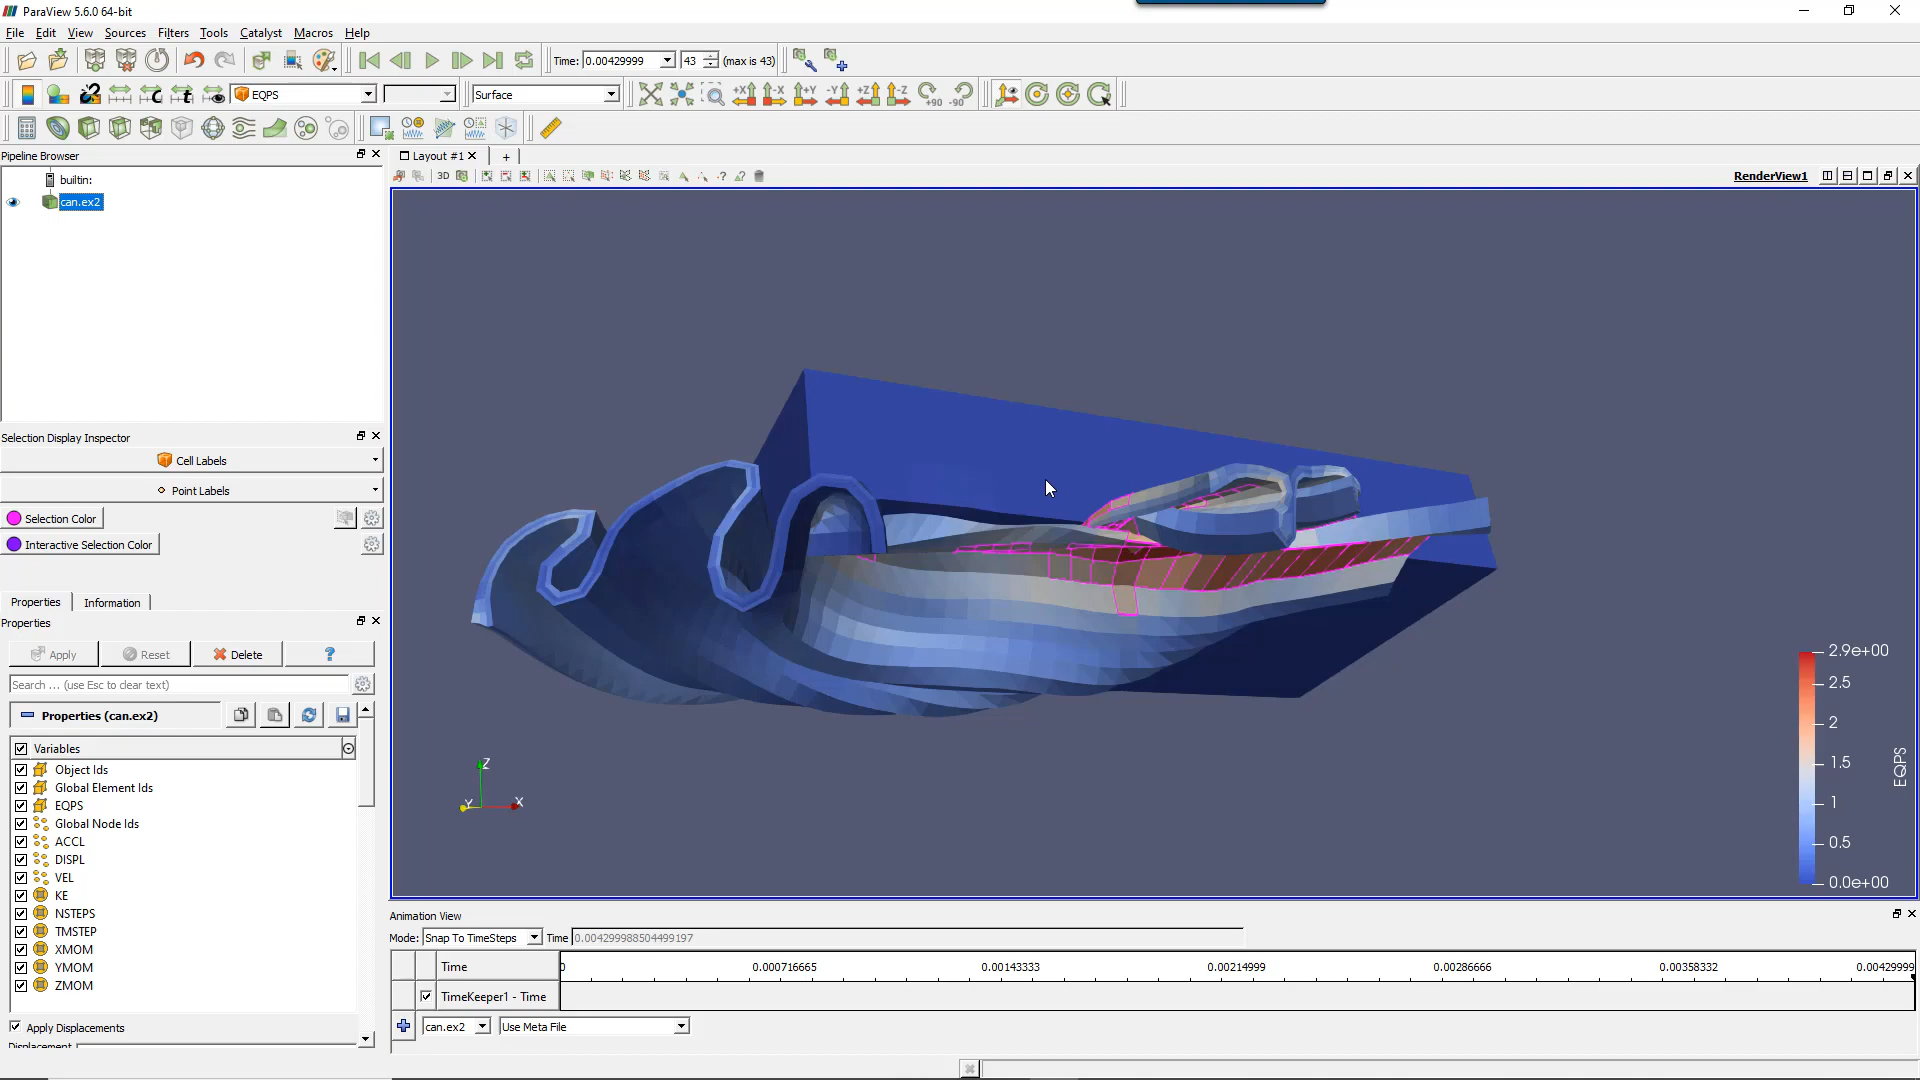 ParaView 5.6.0 64-bit
File Edit View Sources Filters Tools Catalyst Macros Help
Time: 0.00429999 43 (max is 43)
EQPS Surface +X -X +Y -Y +Z -Z +90 -90
Pipeline Browser
Layout #1 +
builtin:
can.ex2
3D
RenderView1
Selection Display Inspector
Cell Labels
Point Labels
Selection Color
Interactive Selection Color
Properties Information
Properties
Apply Reset Delete ?
Search ... (use Esc to clear text)
Properties (can.ex2)
Variables
Object Ids
Global Element Ids
EQPS
Global Node Ids
ACCL
DISPL
VEL
KE
NSTEPS
TMSTEP
XMOM
YMOM
ZMOM
Apply Displacements
Displacement
Z
Y X
2.9e+00
2.5
2
1.5
1
0.5
0.0e+00
EQPS
Animation View
Mode: Snap To TimeSteps Time 0.004299988504499197
Time 0 0.000716665 0.00143333 0.00214999 0.00286666 0.00358332 0.00429999
TimeKeeper1 - Time
can.ex2 Use Meta File